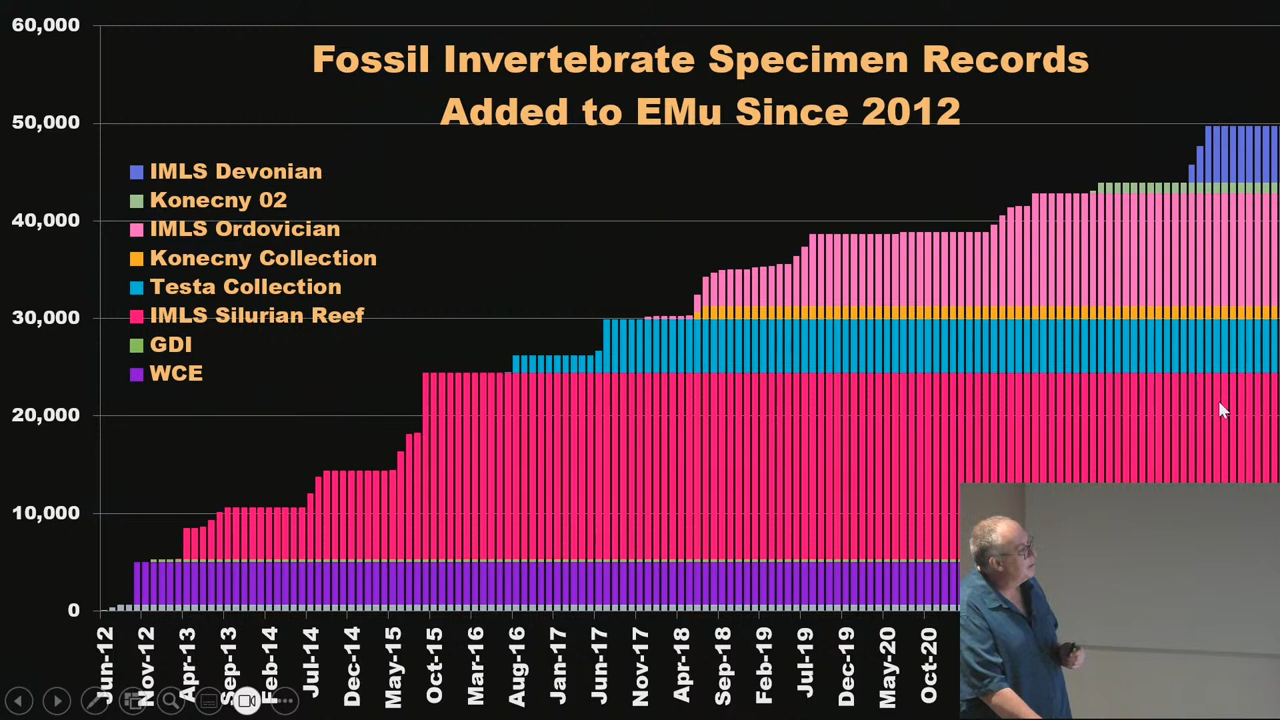 Fossil Invertebrate Specimen Records
Added to EMu Since 2012
60,000
50,000
40,000
30,000
20,000
10,000
0
IMLS Devonian
Konecny 02
IMLS Ordovician
Konecny Collection
Testa Collection
IMLS Silurian Reef
GDI
WCE
Jun-12
Nov-12
Apr-13
Sep-13
Feb-14
Jul-14
Dec-14
May-15
Oct-15
Mar-16
Aug-16
Jan-17
Jun-17
Nov-17
Apr-18
Sep-18
Feb-19
Jul-19
Dec-19
May-20
Oct-20